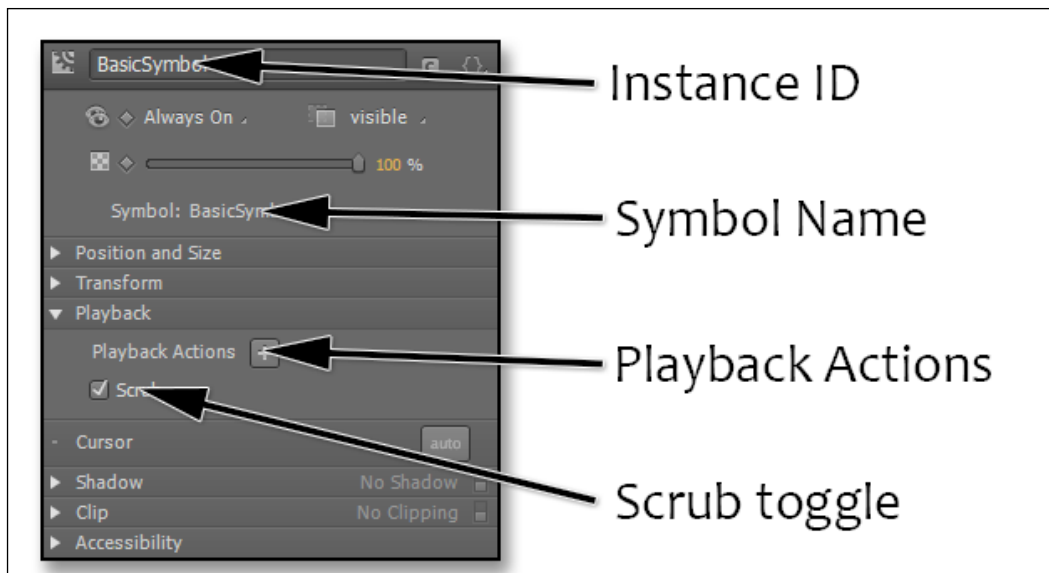 BasicSymbol
Instance ID
Always On
visible
100 %
Symbol: BasicSym
Symbol Name
Position and Size
Transform
Playback
Playback Actions
Playback Actions
Scru
Cursor
auto
Scrub toggle
Shadow
No Shadow
Clip
No Clipping
Accessibility